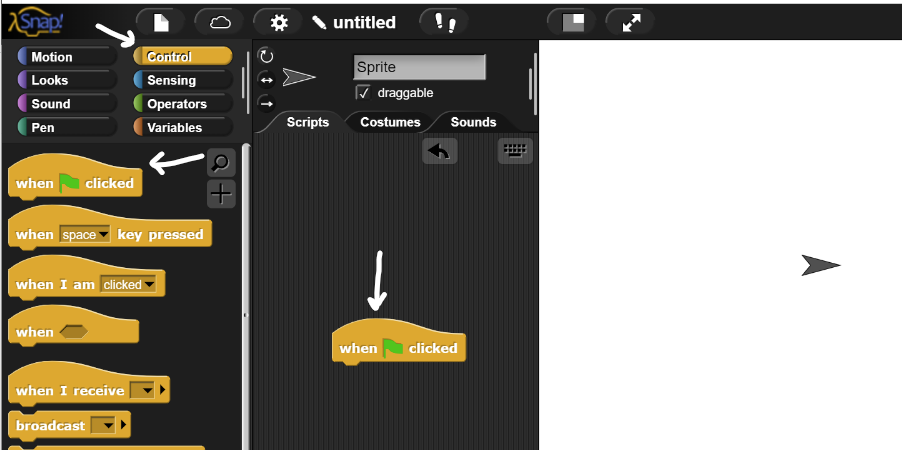 Snap!
untitled
Motion
Control
Looks
Sensing
Sound
Operators
Pen
Variables
Sprite
draggable
Scripts
Costumes
Sounds
when clicked
when space key pressed
when I am clicked
when
when I receive
broadcast
when clicked